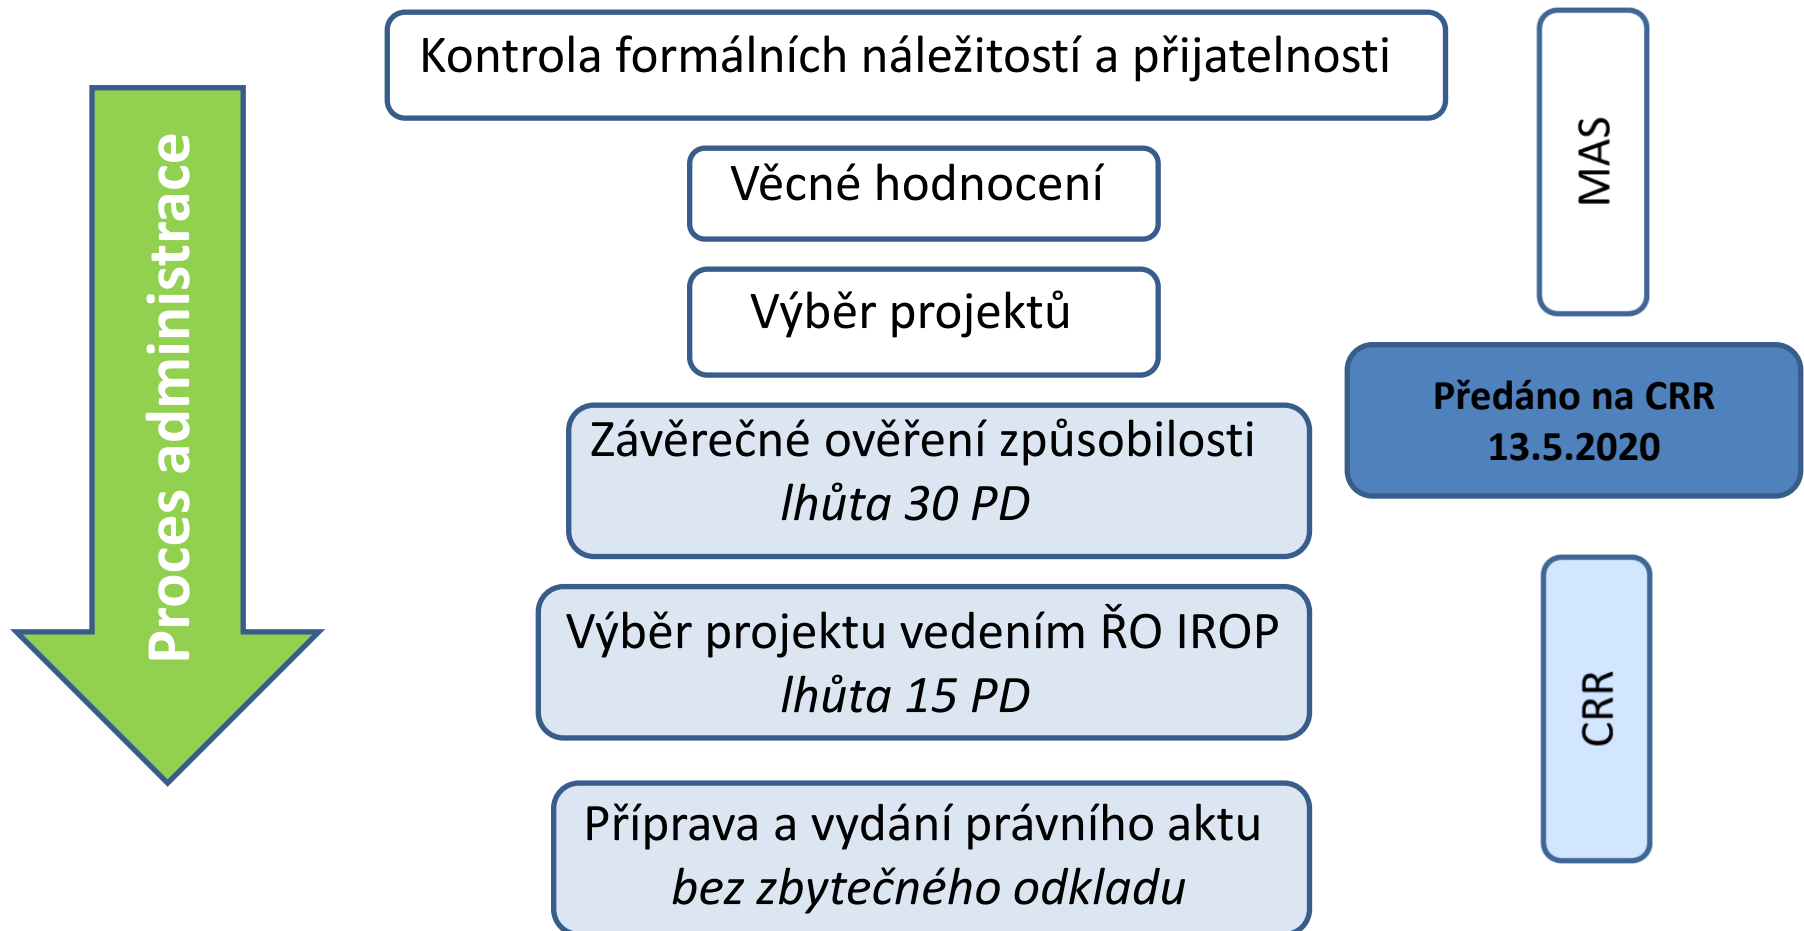 Proces administrace
Kontrola formálních náležitostí a přijatelnosti
Věcné hodnocení
Výběr projektů
Závěrečné ověření způsobilosti
lhůta 30 PD
Výběr projektu vedením ŘO IROP
lhůta 15 PD
Příprava a vydání právního aktu
bez zbytečného odkladu
MAS
Předáno na CRR
13.5.2020
CRR